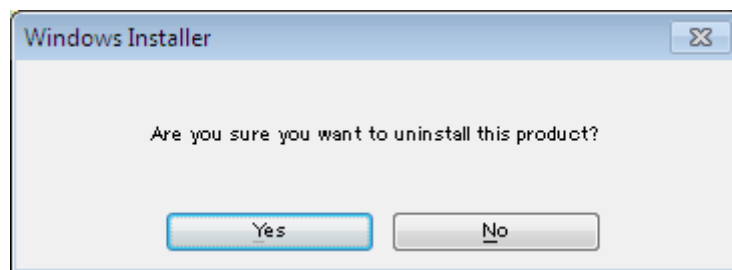 Windows Installer
Are you sure you want to uninstall this product?
Yes
No